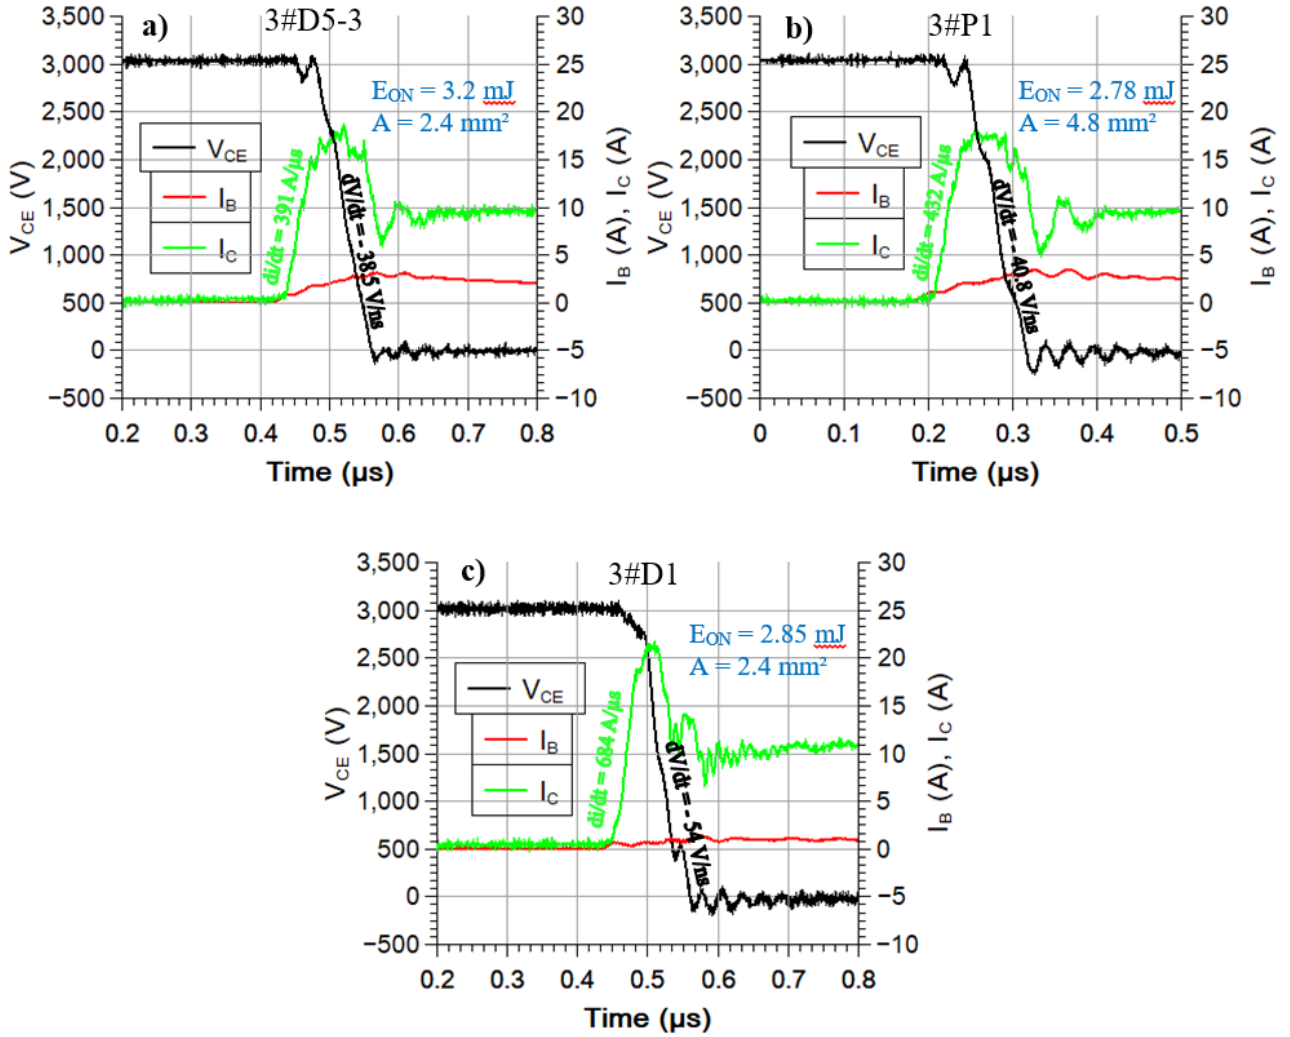 a)
3#D5-3
3,500
3,000
2,500
2,000
1,500
1,000
500
0
−500
V_CE (V)
30
25
20
15
10
5
0
−5
−10
I_B (A), I_C (A)
E_ON = 3.2 mJ
A = 2.4 mm²
V_CE
I_B
I_C
di/dt = 391 A/µs
dV/dt = - 38.5 V/ns
0.2 0.3 0.4 0.5 0.6 0.7 0.8
Time (µs)
b)
3#P1
3,500
3,000
2,500
2,000
1,500
1,000
500
0
−500
V_CE (V)
30
25
20
15
10
5
0
−5
−10
I_B (A), I_C (A)
E_ON = 2.78 mJ
A = 4.8 mm²
V_CE
I_B
I_C
di/dt = 432 A/µs
dV/dt = - 40.8 V/ns
0 0.1 0.2 0.3 0.4 0.5
Time (µs)
c)
3#D1
3,500
3,000
2,500
2,000
1,500
1,000
500
0
−500
V_CE (V)
30
25
20
15
10
5
0
−5
−10
I_B (A), I_C (A)
E_ON = 2.85 mJ
A = 2.4 mm²
V_CE
I_B
I_C
di/dt = 684 A/µs
dV/dt = - 54 V/ns
0.2 0.3 0.4 0.5 0.6 0.7 0.8
Time (µs)